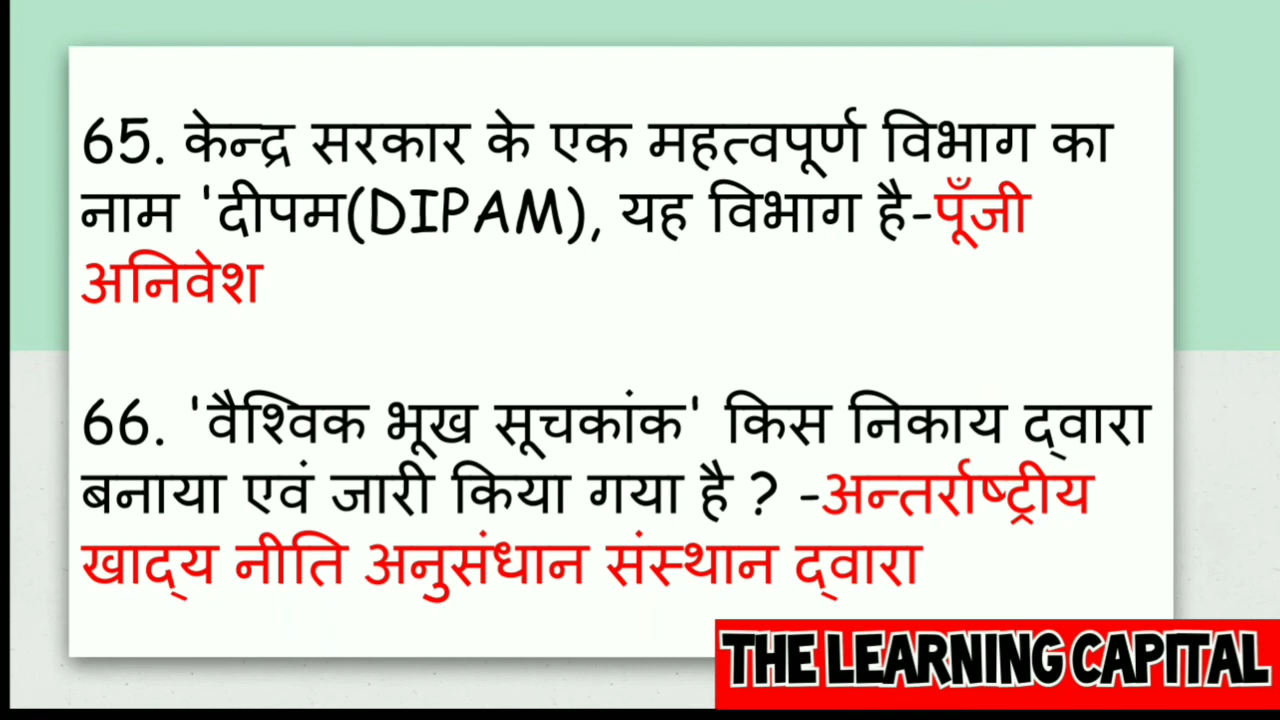 65. केन्द्र सरकार के एक महत्वपूर्ण विभाग का
नाम 'दीपम(DIPAM), यह विभाग है-पूँजी
अनिवेश
66. 'वैश्विक भूख सूचकांक' किस निकाय द्वारा
बनाया एवं जारी किया गया है ? -अन्तर्राष्ट्रीय
खाद्य नीति अनुसंधान संस्थान द्वारा
THE LEARNING CAPITAL